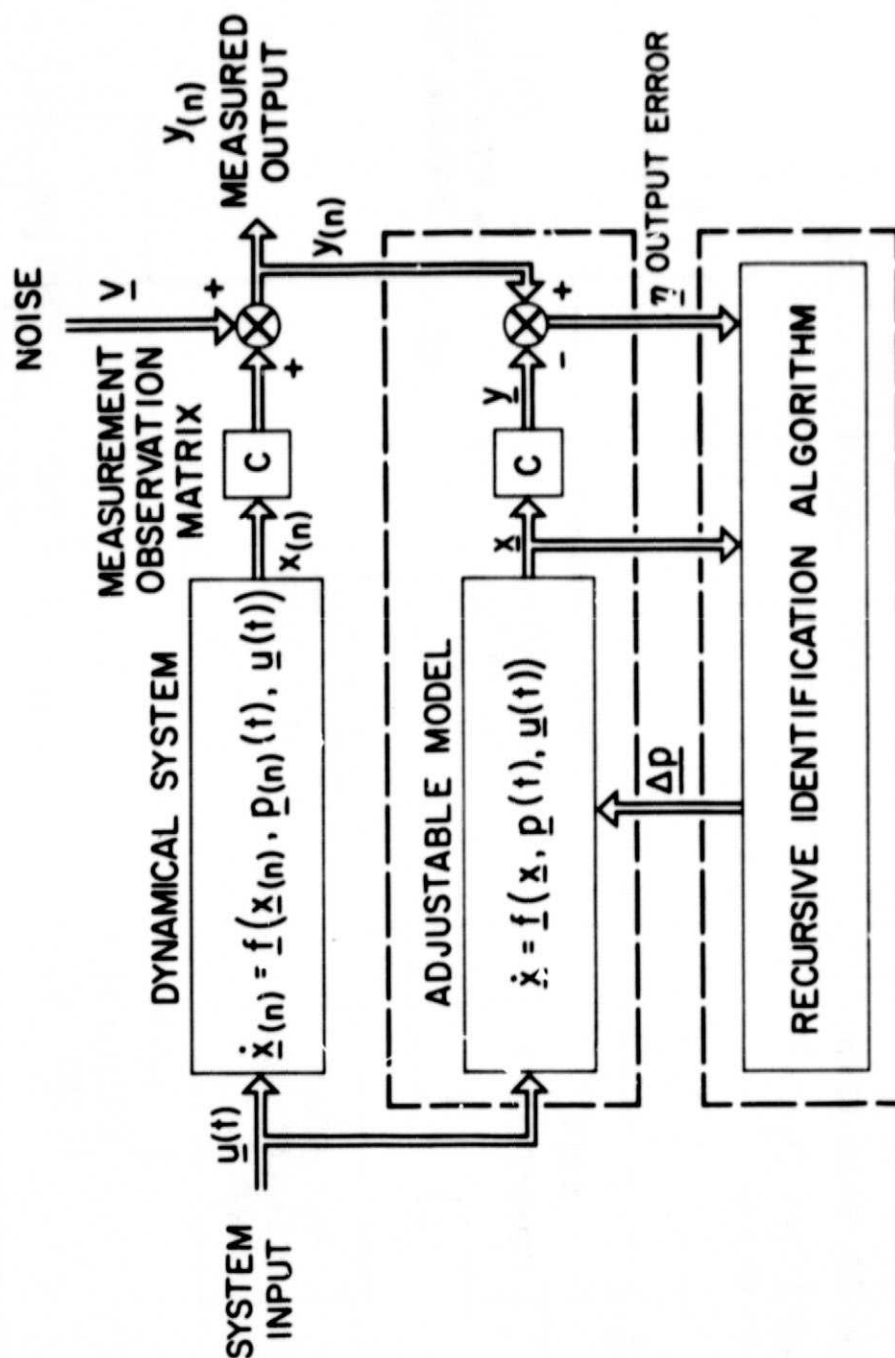 NOISE
v
+
MEASUREMENT
OBSERVATION
MATRIX
y(n)
MEASURED
OUTPUT
DYNAMICAL SYSTEM
SYSTEM
INPUT
u(t)
ẋ(n) = f(x(n), p(n)(t), u(t))
x(n)
C
+
y(n)
ADJUSTABLE MODEL
ẋ = f(x, p(t), u(t))
x
C
y
-
+
Δp
η OUTPUT ERROR
RECURSIVE IDENTIFICATION ALGORITHM